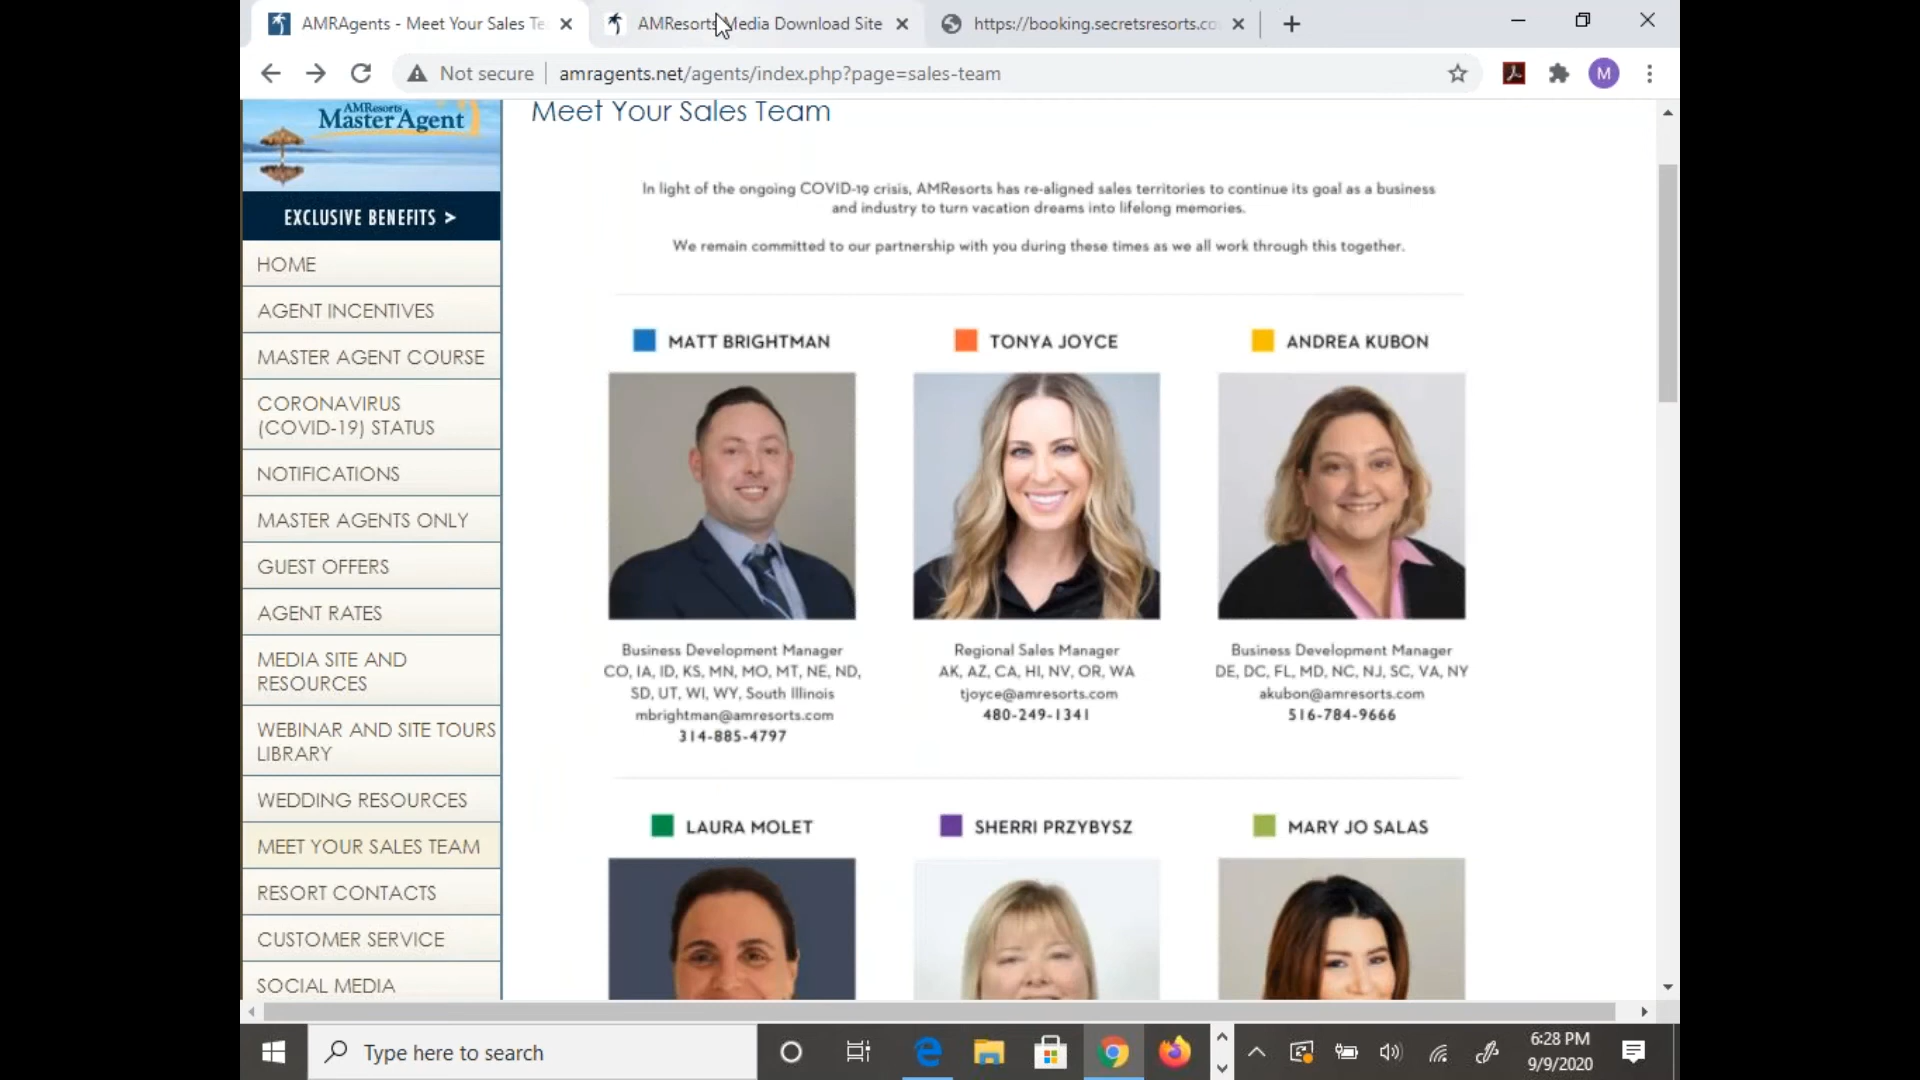 AMRAgents - Meet Your Sales Te
AMResorts Media Download Site
https://booking.secretsresorts.co
Not secure
amragents.net/agents/index.php?page=sales-team
M
AMResorts
Master Agent
EXCLUSIVE BENEFITS >
HOME
AGENT INCENTIVES
MASTER AGENT COURSE
CORONAVIRUS
(COVID-19) STATUS
NOTIFICATIONS
MASTER AGENTS ONLY
GUEST OFFERS
AGENT RATES
MEDIA SITE AND
RESOURCES
WEBINAR AND SITE TOURS
LIBRARY
WEDDING RESOURCES
MEET YOUR SALES TEAM
RESORT CONTACTS
CUSTOMER SERVICE
SOCIAL MEDIA
Meet Your Sales Team
In light of the ongoing COVID-19 crisis, AMResorts has re-aligned sales territories to continue its goal as a business
and industry to turn vacation dreams into lifelong memories.
We remain committed to our partnership with you during these times as we all work through this together.
MATT BRIGHTMAN
Business Development Manager
CO, IA, ID, KS, MN, MO, MT, NE, ND,
SD, UT, WI, WY, South Illinois
mbrightman@amresorts.com
314-885-4797
TONYA JOYCE
Regional Sales Manager
AK, AZ, CA, HI, NV, OR, WA
tjoyce@amresorts.com
480-249-1341
ANDREA KUBON
Business Development Manager
DE, DC, FL, MD, NC, NJ, SC, VA, NY
akubon@amresorts.com
516-784-9666
LAURA MOLET
SHERRI PRZYBYSZ
MARY JO SALAS
Type here to search
6:28 PM
9/9/2020